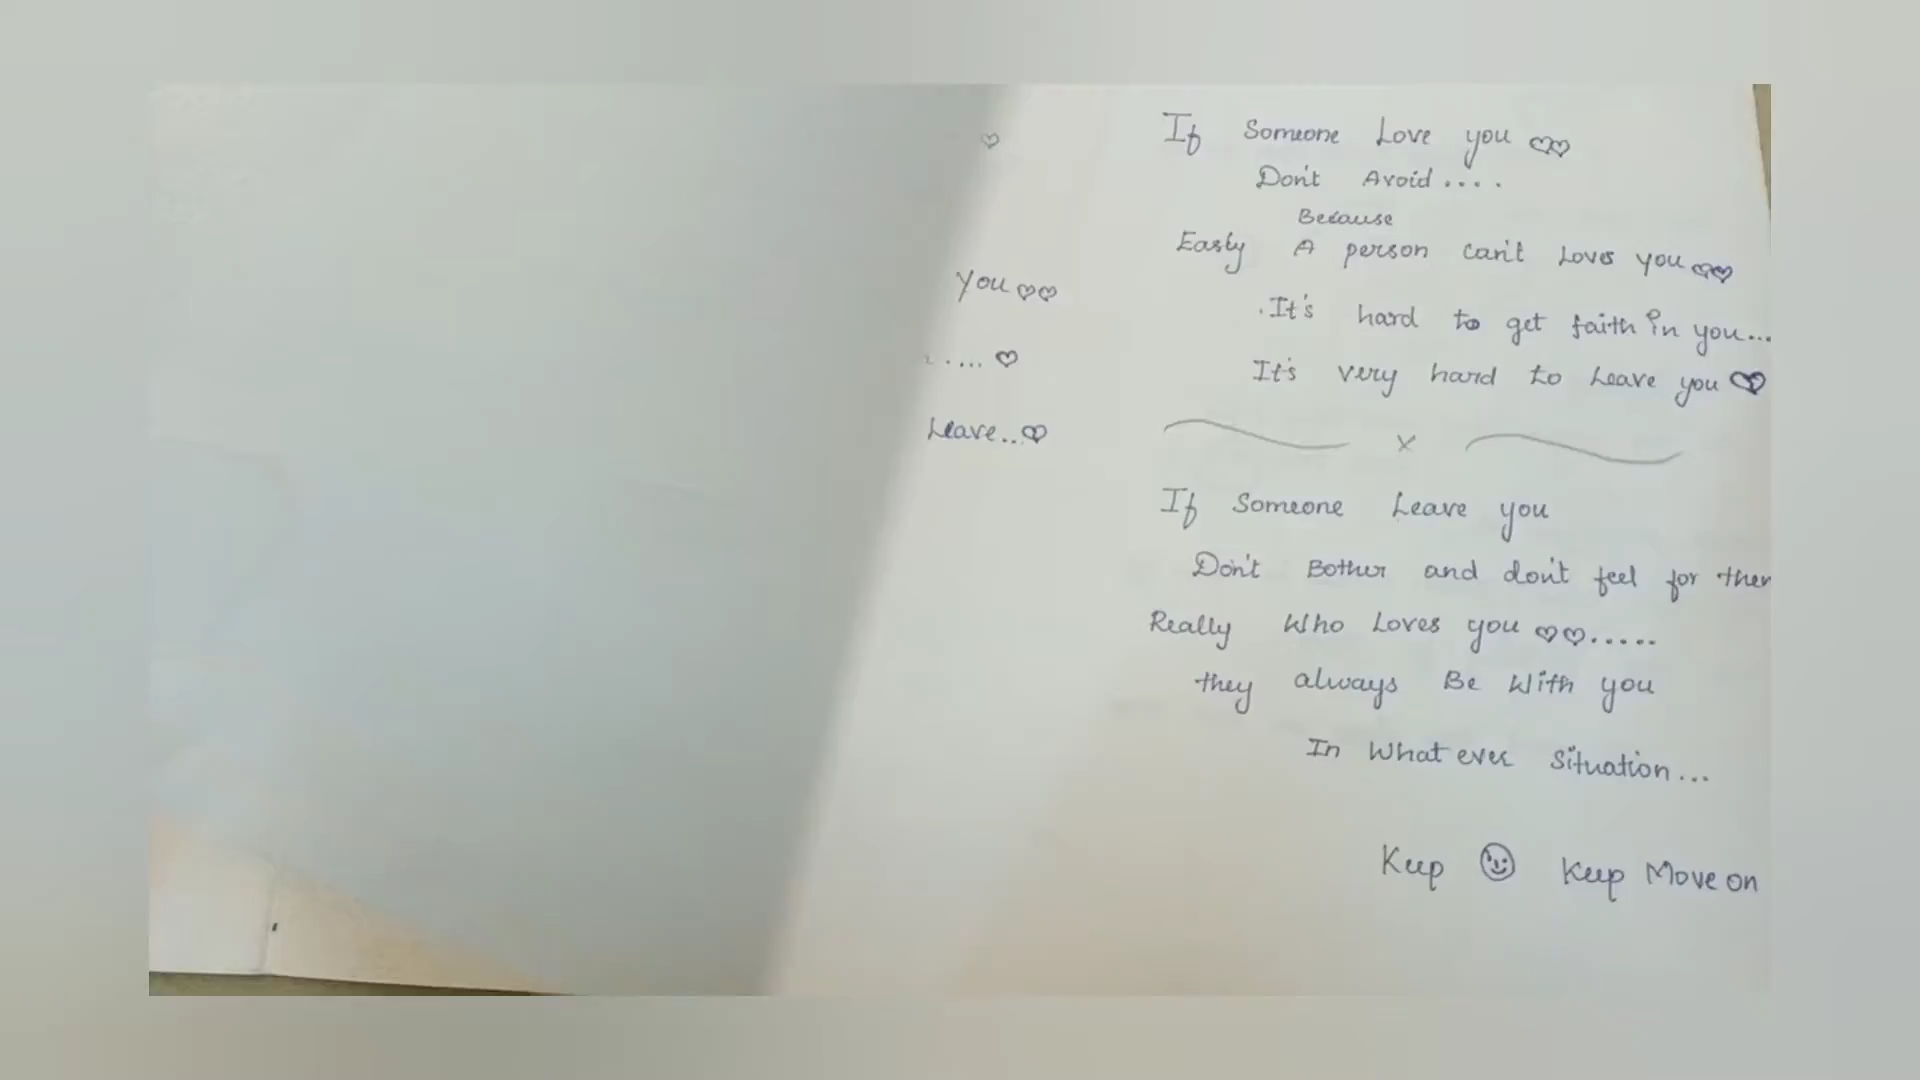 ♡
you ♡♡
..... ♡
Leave.. ♡
If Someone Love you ♡♡
Don't Avoid ....
Because
Easly A person can't Loves you ♡♡
.It's hard to get faith in you...
It's very hard to Leave you ♡
x
If Someone Leave you
Don't Bother and don't feel for
Really Who Loves you ♡♡.....
they always Be With you
In What ever Situation...
Keep ☺ Keep Move on